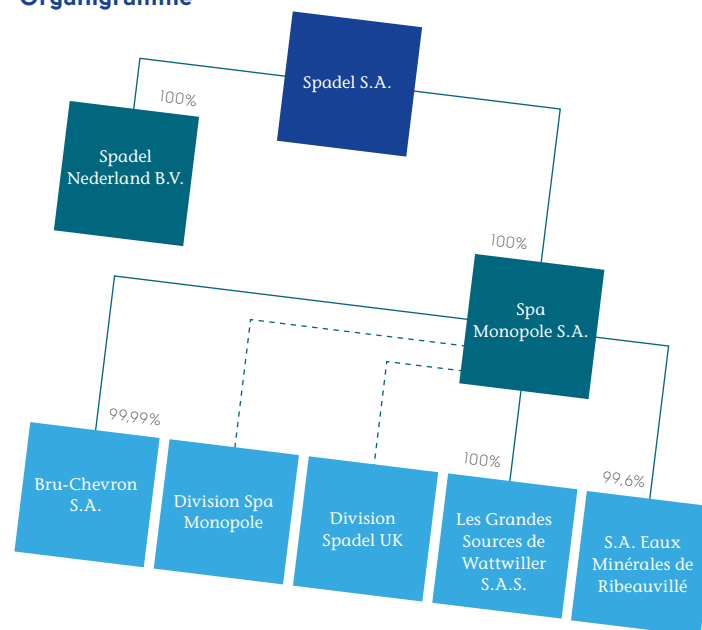 Organigramme
Spadel S.A.
100%
Spadel
Nederland B.V.
100%
Spa
Monopole S.A.
99,99%
Bru-Chevron
S.A.
Division Spa
Monopole
Division
Spadel UK
100%
Les Grandes
Sources de
Wattwiller
S.A.S.
99,6%
S.A. Eaux
Minérales de
Ribeauvillé